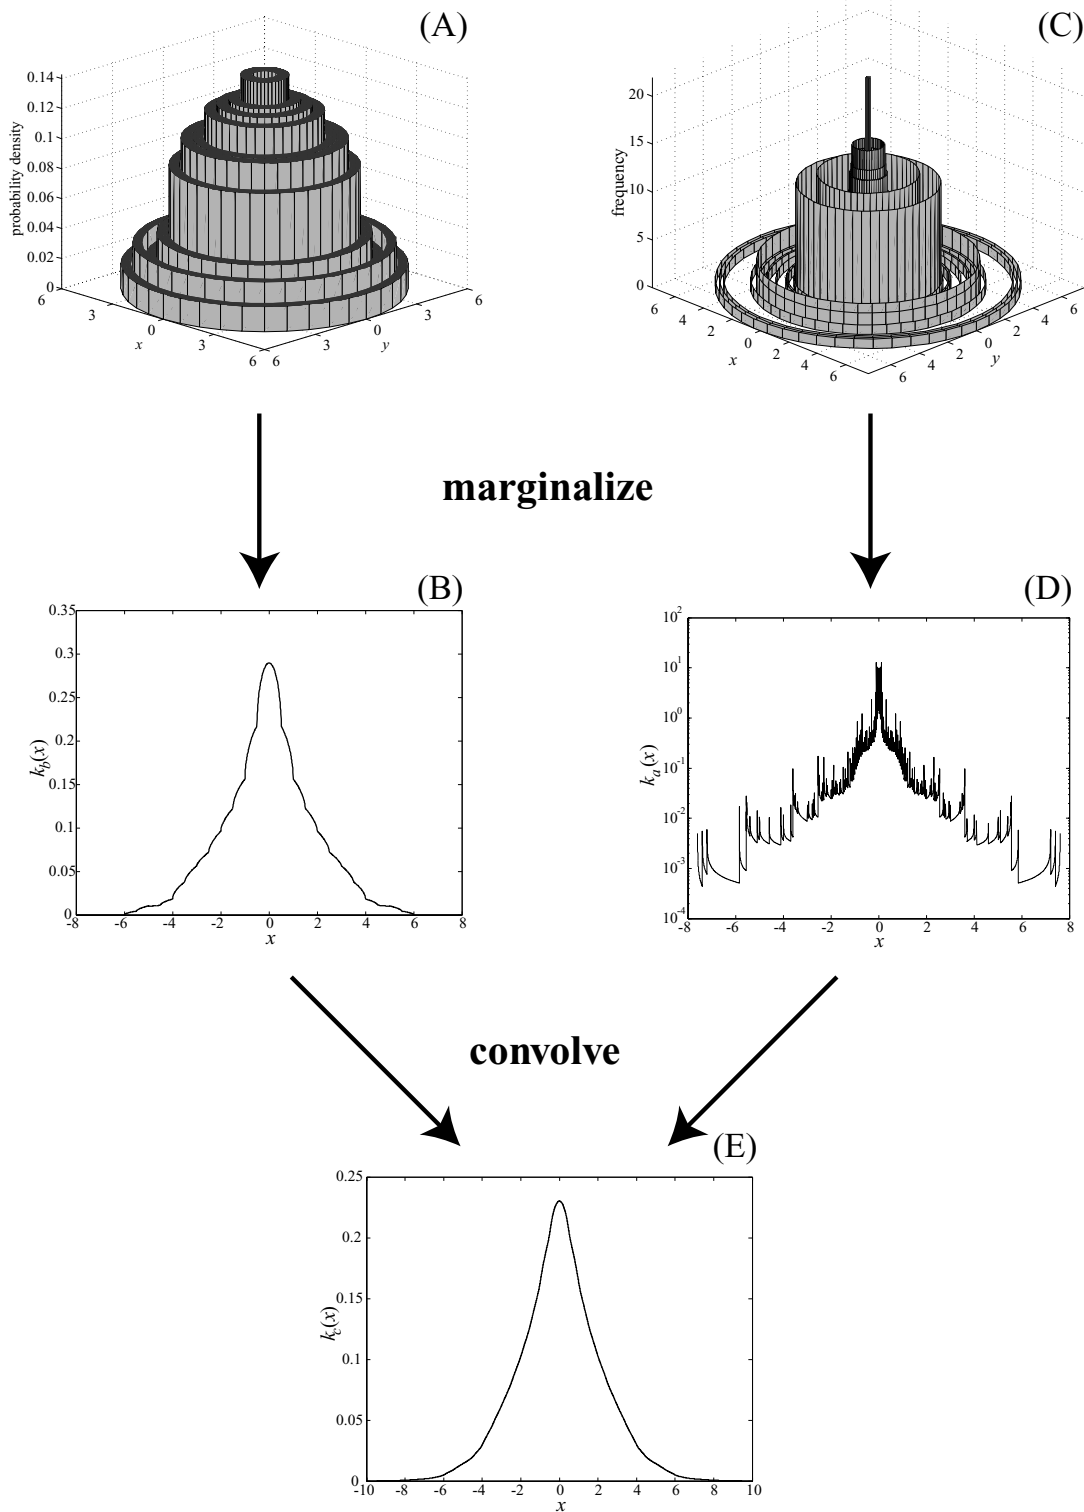 (A)
probability density
0.14
0.12
0.1
0.08
0.06
0.04
0.02
0
6
3
0
3
6
x
6
3
0
3
6
y
(C)
frequency
20
15
10
5
0
6
4
2
0
2
4
6
x
6
4
2
0
2
4
6
y
marginalize
(B)
k_b(x)
0.35
0.3
0.25
0.2
0.15
0.1
0.05
0
-8 -6 -4 -2 0 2 4 6 8
x
(D)
k_a(x)
10^2
10^1
10^0
10^-1
10^-2
10^-3
10^-4
-8 -6 -4 -2 0 2 4 6 8
x
convolve
(E)
k_c(x)
0.25
0.2
0.15
0.1
0.05
0
-10 -8 -6 -4 -2 0 2 4 6 8 10
x